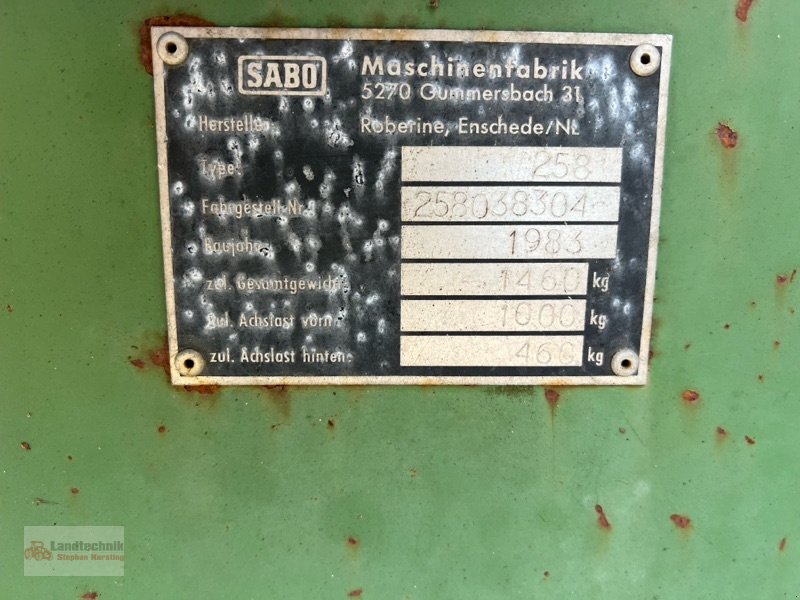 SABO Maschinenfabrik
5270 Gummersbach 31
Hersteller: Roberine, Enschede/NL
Type: 258
Fahrgestell-Nr. 258038304
Baujahr: 1983
zul. Gesamtgewicht: 1460 kg
zul. Achslast vorn: 1000 kg
zul. Achslast hinten: 460 kg
Landtechnik
Stephan Karsting